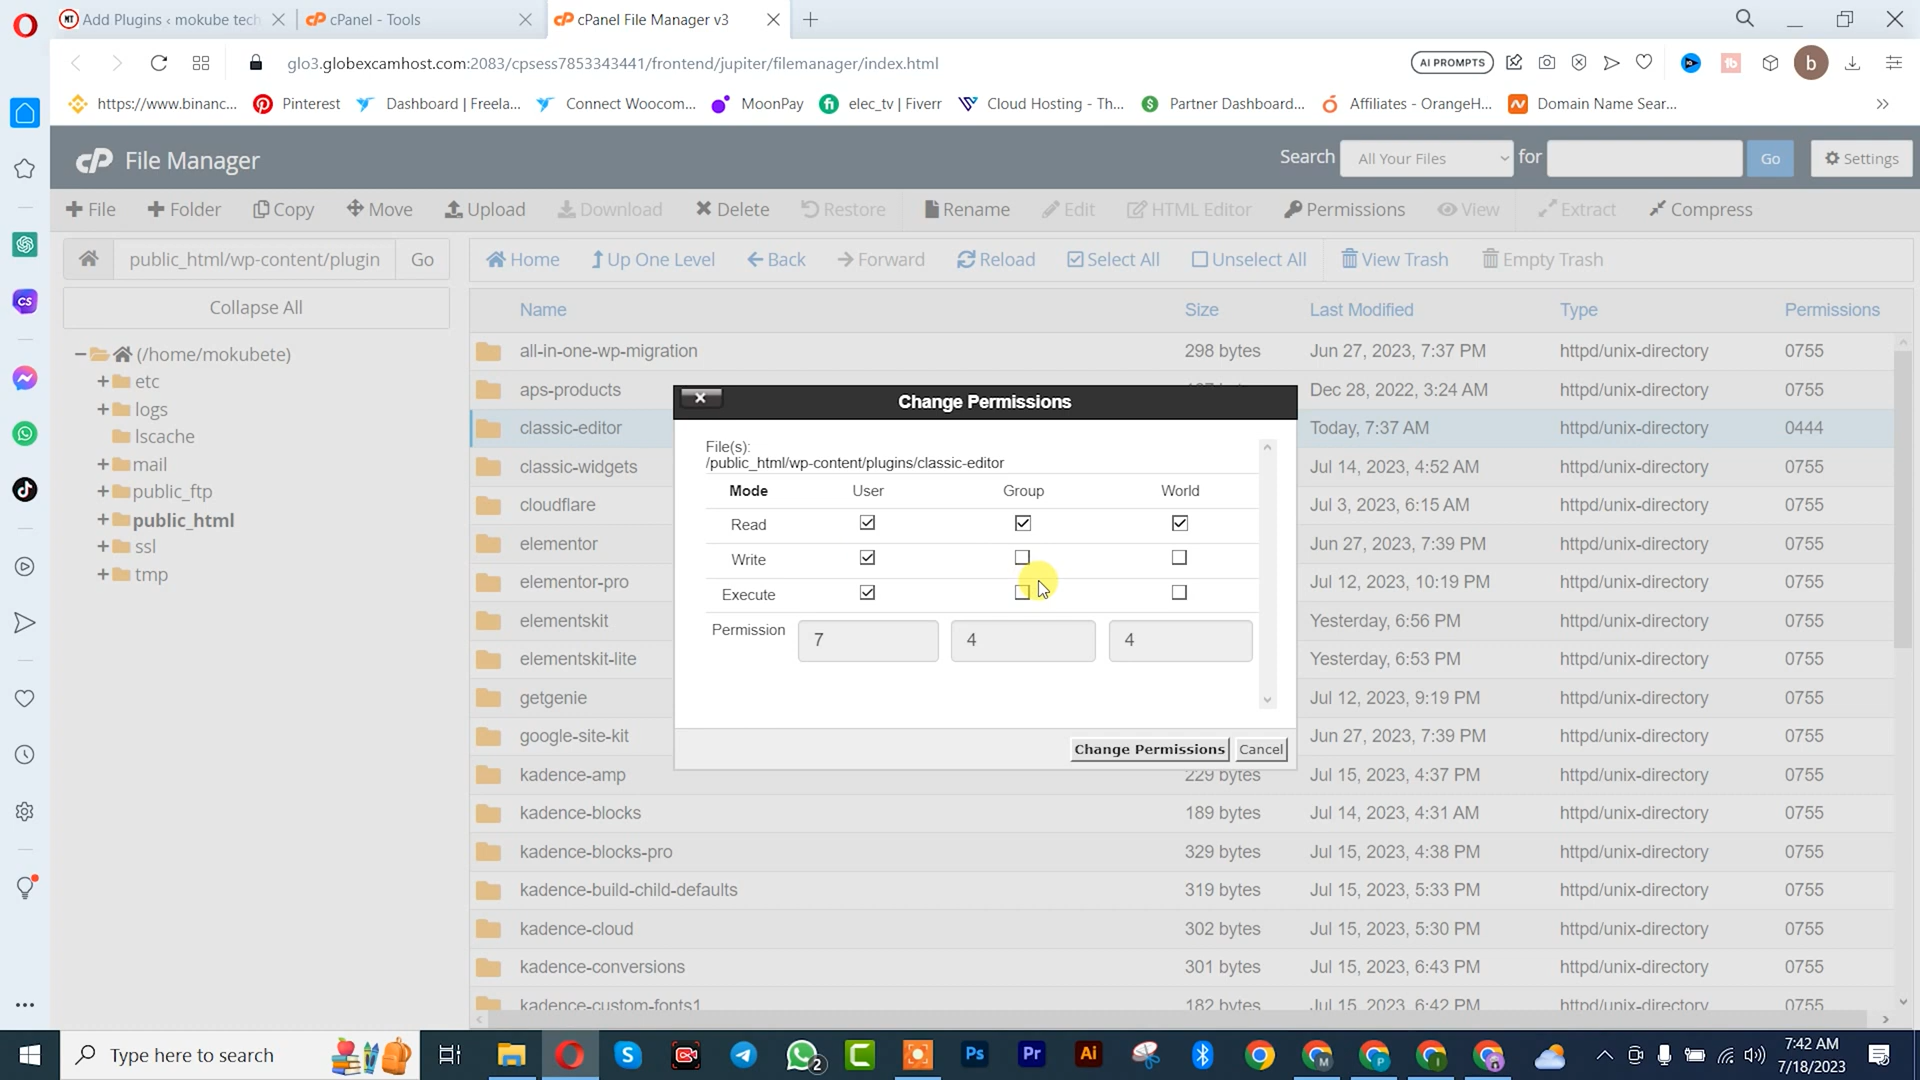 Add Plugins ‹ mokube tech
cPanel - Tools
cPanel File Manager v3
glo3.globexcamhost.com:2083/cpsess7853343441/frontend/jupiter/filemanager/index.html
AI PROMPTS
b
https://www.binanc...
Pinterest
Dashboard | Freela...
Connect Woocom...
MoonPay
elec_tv | Fiverr
Cloud Hosting - Th...
Partner Dashboard...
Affiliates - OrangeH...
Domain Name Sear...
cP File Manager
Search All Your Files for Go Settings
File Folder Copy Move Upload Download Delete Restore Rename Edit HTML Editor Permissions View Extract Compress
public_html/wp-content/plugin Go
Home Up One Level Back Forward Reload Select All Unselect All View Trash Empty Trash
Collapse All
(/home/mokubete)
etc
logs
lscache
mail
public_ftp
public_html
ssl
tmp
Name Size Last Modified Type Permissions
all-in-one-wp-migration 298 bytes Jun 27, 2023, 7:37 PM httpd/unix-directory 0755
aps-products Dec 28, 2022, 3:24 AM httpd/unix-directory 0755
classic-editor Today, 7:37 AM httpd/unix-directory 0444
classic-widgets Jul 14, 2023, 4:52 AM httpd/unix-directory 0755
cloudflare Jul 3, 2023, 6:15 AM httpd/unix-directory 0755
elementor Jun 27, 2023, 7:39 PM httpd/unix-directory 0755
elementor-pro Jul 12, 2023, 10:19 PM httpd/unix-directory 0755
elementskit Yesterday, 6:56 PM httpd/unix-directory 0755
elementskit-lite Yesterday, 6:53 PM httpd/unix-directory 0755
getgenie Jul 12, 2023, 9:19 PM httpd/unix-directory 0755
google-site-kit Jun 27, 2023, 7:39 PM httpd/unix-directory 0755
kadence-amp 229 bytes Jul 15, 2023, 4:37 PM httpd/unix-directory 0755
kadence-blocks 189 bytes Jul 14, 2023, 4:31 AM httpd/unix-directory 0755
kadence-blocks-pro 329 bytes Jul 15, 2023, 4:38 PM httpd/unix-directory 0755
kadence-build-child-defaults 319 bytes Jul 15, 2023, 5:33 PM httpd/unix-directory 0755
kadence-cloud 302 bytes Jul 15, 2023, 5:30 PM httpd/unix-directory 0755
kadence-conversions 301 bytes Jul 15, 2023, 6:43 PM httpd/unix-directory 0755
kadence-custom-fonts1 182 bytes Jul 15, 2023, 6:42 PM httpd/unix-directory 0755
Change Permissions
File(s):
/public_html/wp-content/plugins/classic-editor
Mode User Group World
Read
Write
Execute
Permission 7 4 4
Change Permissions Cancel
Type here to search
2
Ps
Pr
Ai
7:42 AM
7/18/2023